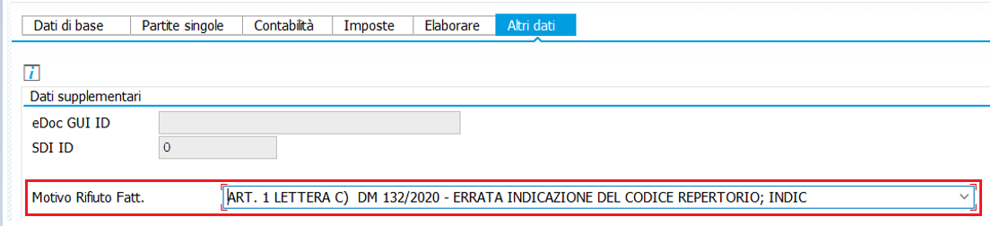 Dati di base Partite singole Contabilità Imposte Elaborare Altri dati
i
Dati supplementari
eDoc GUI ID
SDI ID 0
Motivo Rifiuto Fatt. ART. 1 LETTERA C) DM 132/2020 - ERRATA INDICAZIONE DEL CODICE REPERTORIO; INDIC